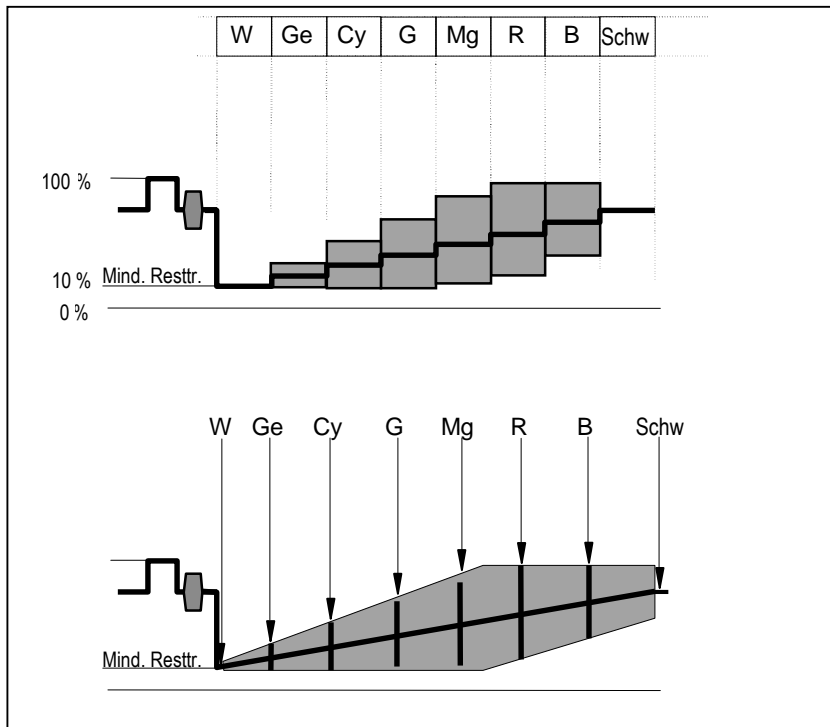 W Ge Cy G Mg R B Schw
100 %
10 % Mind. Resttr.
0 %
W Ge Cy G Mg R B Schw
Mind. Resttr.